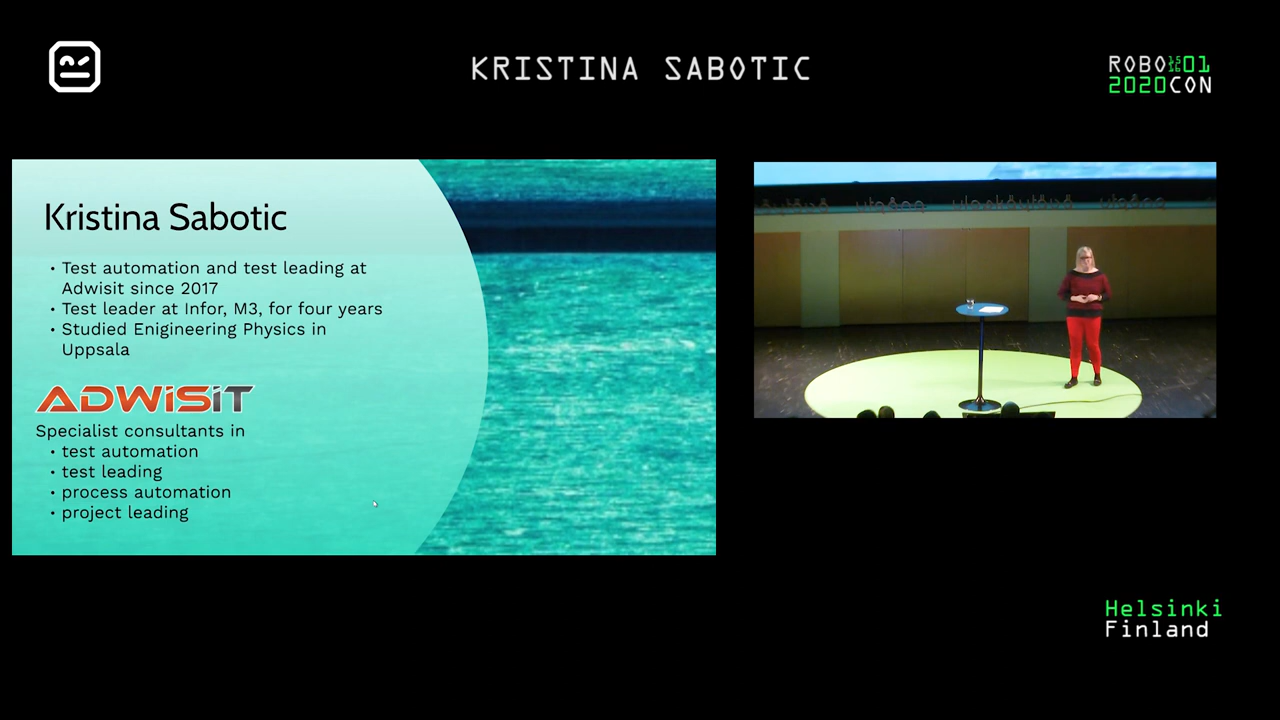 KRISTINA SABOTIC
ROBO 01
2020CON
Kristina Sabotic
• Test automation and test leading at
Adwisit since 2017
• Test leader at Infor, M3, for four years
• Studied Enigineering Physics in
Uppsala
ADWiSiT
Specialist consultants in
• test automation
• test leading
• process automation
• project leading
Helsinki
Finland